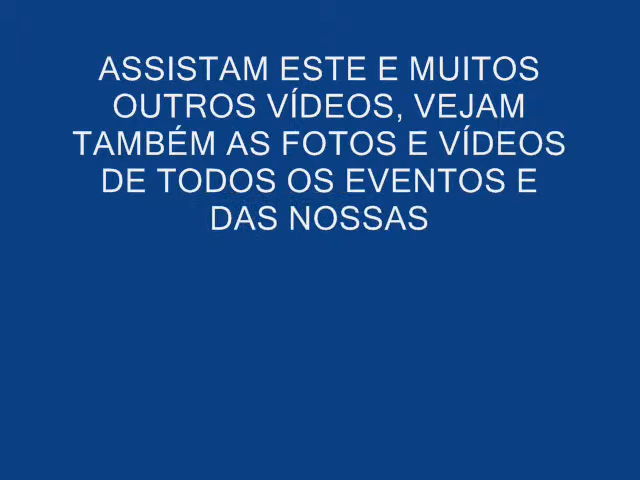 ASSISTAM ESTE E MUITOS
OUTROS VÍDEOS, VEJAM
TAMBÉM AS FOTOS E VÍDEOS
DE TODOS OS EVENTOS E
DAS NOSSAS